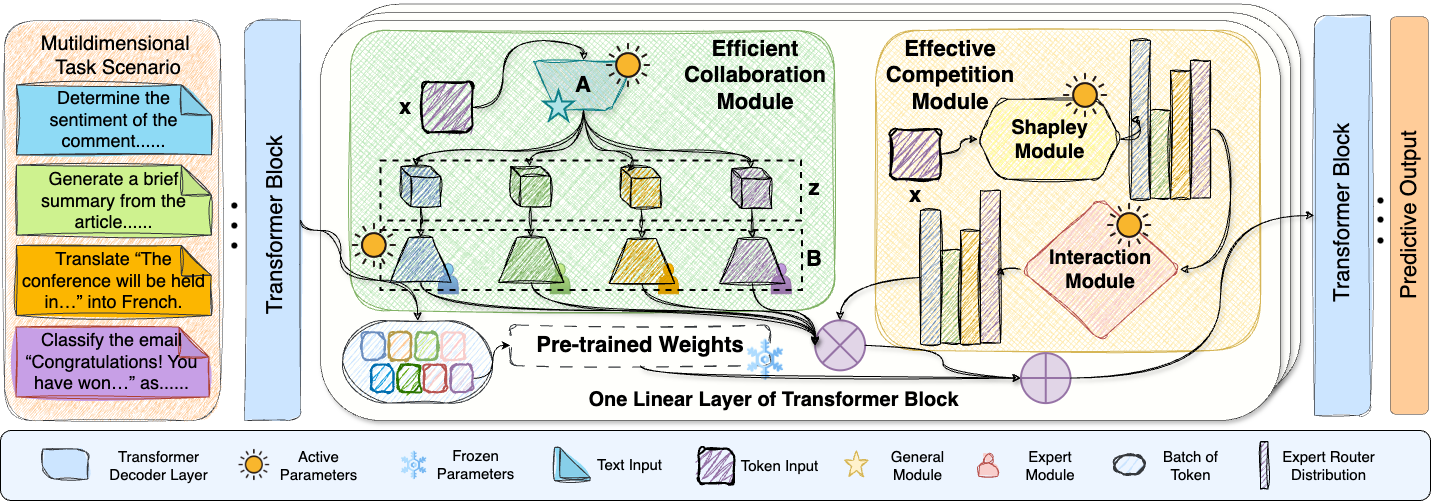 Mutildimensional
Task Scenario
Determine the
sentiment of the
comment......
Generate a brief
summary from the
article......
Translate “The
conference will be held
in…” into French.
Classify the email
“Congratulations! You
have won…” as......
Transformer Block
x
A
Efficient
Collaboration
Module
z
B
Effective
Competition
Module
x
Shapley
Module
Interaction
Module
Pre-trained Weights
One Linear Layer of Transformer Block
Transformer Block
Predictive Output
Transformer
Decoder Layer
Active
Parameters
Frozen
Parameters
Text Input
Token Input
General
Module
Expert
Module
Batch of
Token
Expert Router
Distribution